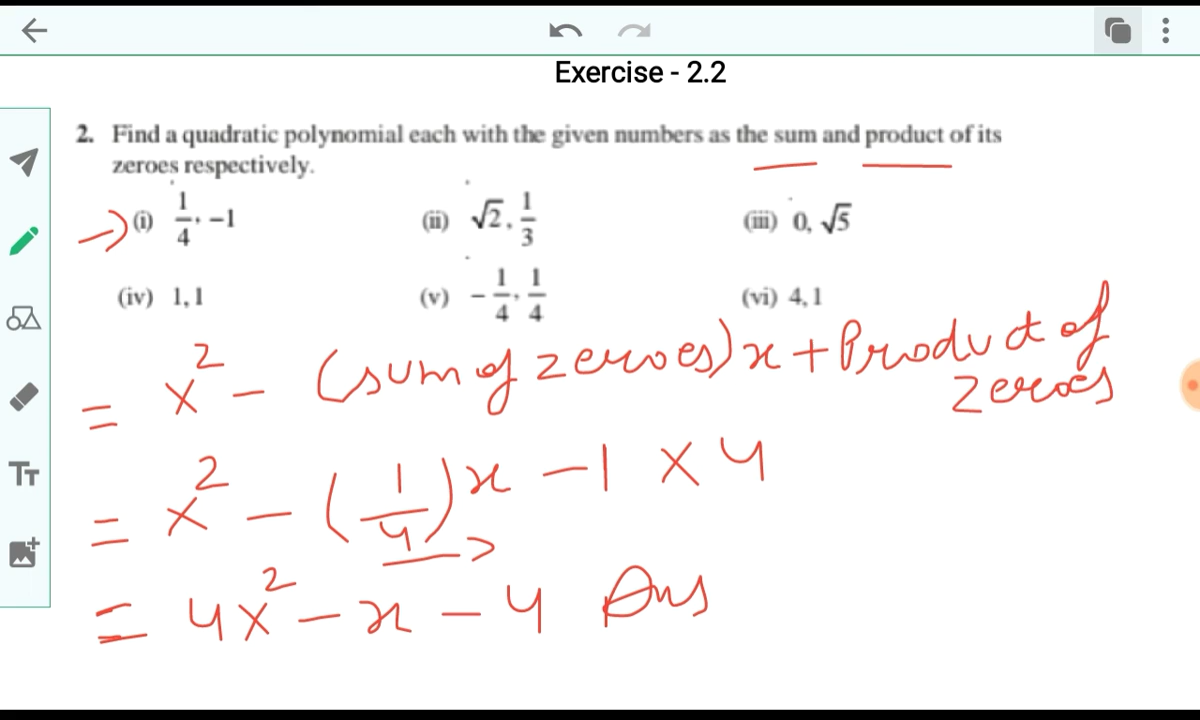 Exercise - 2.2
2. Find a quadratic polynomial each with the given numbers as the sum and product of its
zeroes respectively.
(i) 1/4, -1 (ii) √2, 1/3 (iii) 0, √5
(iv) 1, 1 (v) -1/4, 1/4 (vi) 4, 1
= x² - (sum of zeroes)x + Product of
zeroes
= x² - (1/4)x - 1 × 4
= 4x² - x - 4 Ans
TT